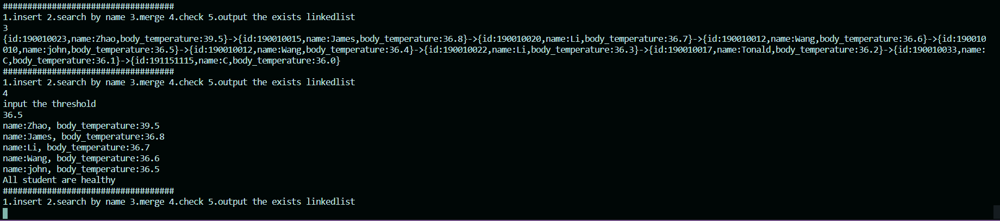 ###################################
1.insert 2.search by name 3.merge 4.check 5.output the exists linkedlist
3
{id:190010023,name:Zhao,body_temperature:39.5}->{id:190010015,name:James,body_temperature:36.8}->{id:190010020,name:Li,body_temperature:36.7}->{id:190010012,name:Wang,body_temperature:36.6}->{id:190010
010,name:john,body_temperature:36.5}->{id:190010012,name:Wang,body_temperature:36.4}->{id:190010022,name:Li,body_temperature:36.3}->{id:190010017,name:Tonald,body_temperature:36.2}->{id:190010033,name:
C,body_temperature:36.1}->{id:191151115,name:C,body_temperature:36.0}
###################################
1.insert 2.search by name 3.merge 4.check 5.output the exists linkedlist
4
input the threshold
36.5
name:Zhao, body_temperature:39.5
name:James, body_temperature:36.8
name:Li, body_temperature:36.7
name:Wang, body_temperature:36.6
name:john, body_temperature:36.5
All student are healthy
###################################
1.insert 2.search by name 3.merge 4.check 5.output the exists linkedlist